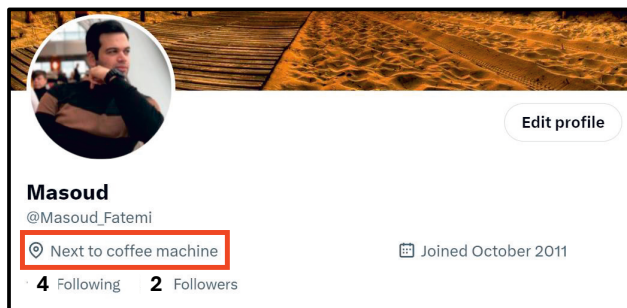 Edit profile
Masoud
@Masoud_Fatemi
Next to coffee machine Joined October 2011
4 Following 2 Followers